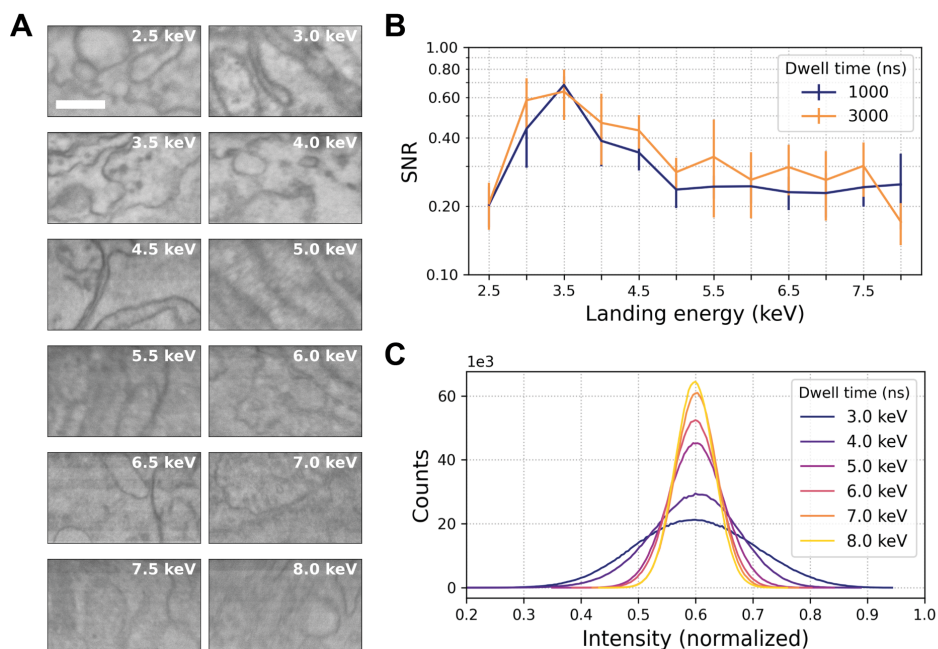 A
2.5 keV
3.0 keV
3.5 keV
4.0 keV
4.5 keV
5.0 keV
5.5 keV
6.0 keV
6.5 keV
7.0 keV
7.5 keV
8.0 keV
B
1.00
0.80
0.60
0.40
0.20
0.10
SNR
Dwell time (ns)
1000
3000
2.5
3.5
4.5
5.5
6.5
7.5
Landing energy (keV)
C
1e3
60
40
20
0
Counts
Dwell time (ns)
3.0 keV
4.0 keV
5.0 keV
6.0 keV
7.0 keV
8.0 keV
0.2
0.3
0.4
0.5
0.6
0.7
0.8
0.9
1.0
Intensity (normalized)